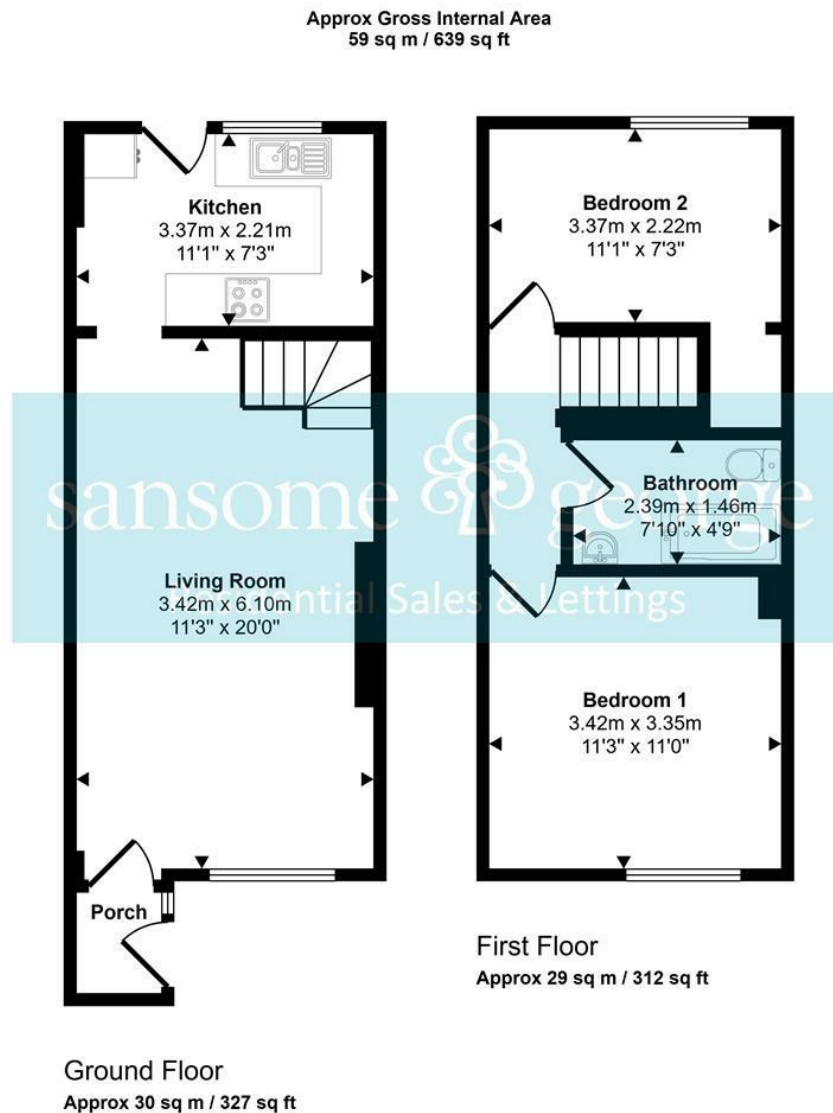 Approx Gross Internal Area
59 sq m / 639 sq ft
Kitchen
3.37m x 2.21m
11'1" x 7'3"
Bedroom 2
3.37m x 2.22m
11'1" x 7'3"
sansome george
Residential Sales & Lettings
Bathroom
2.39m x 1.46m
7'10" x 4'9"
Living Room
3.42m x 6.10m
11'3" x 20'0"
Bedroom 1
3.42m x 3.35m
11'3" x 11'0"
Porch
First Floor
Approx 29 sq m / 312 sq ft
Ground Floor
Approx 30 sq m / 327 sq ft